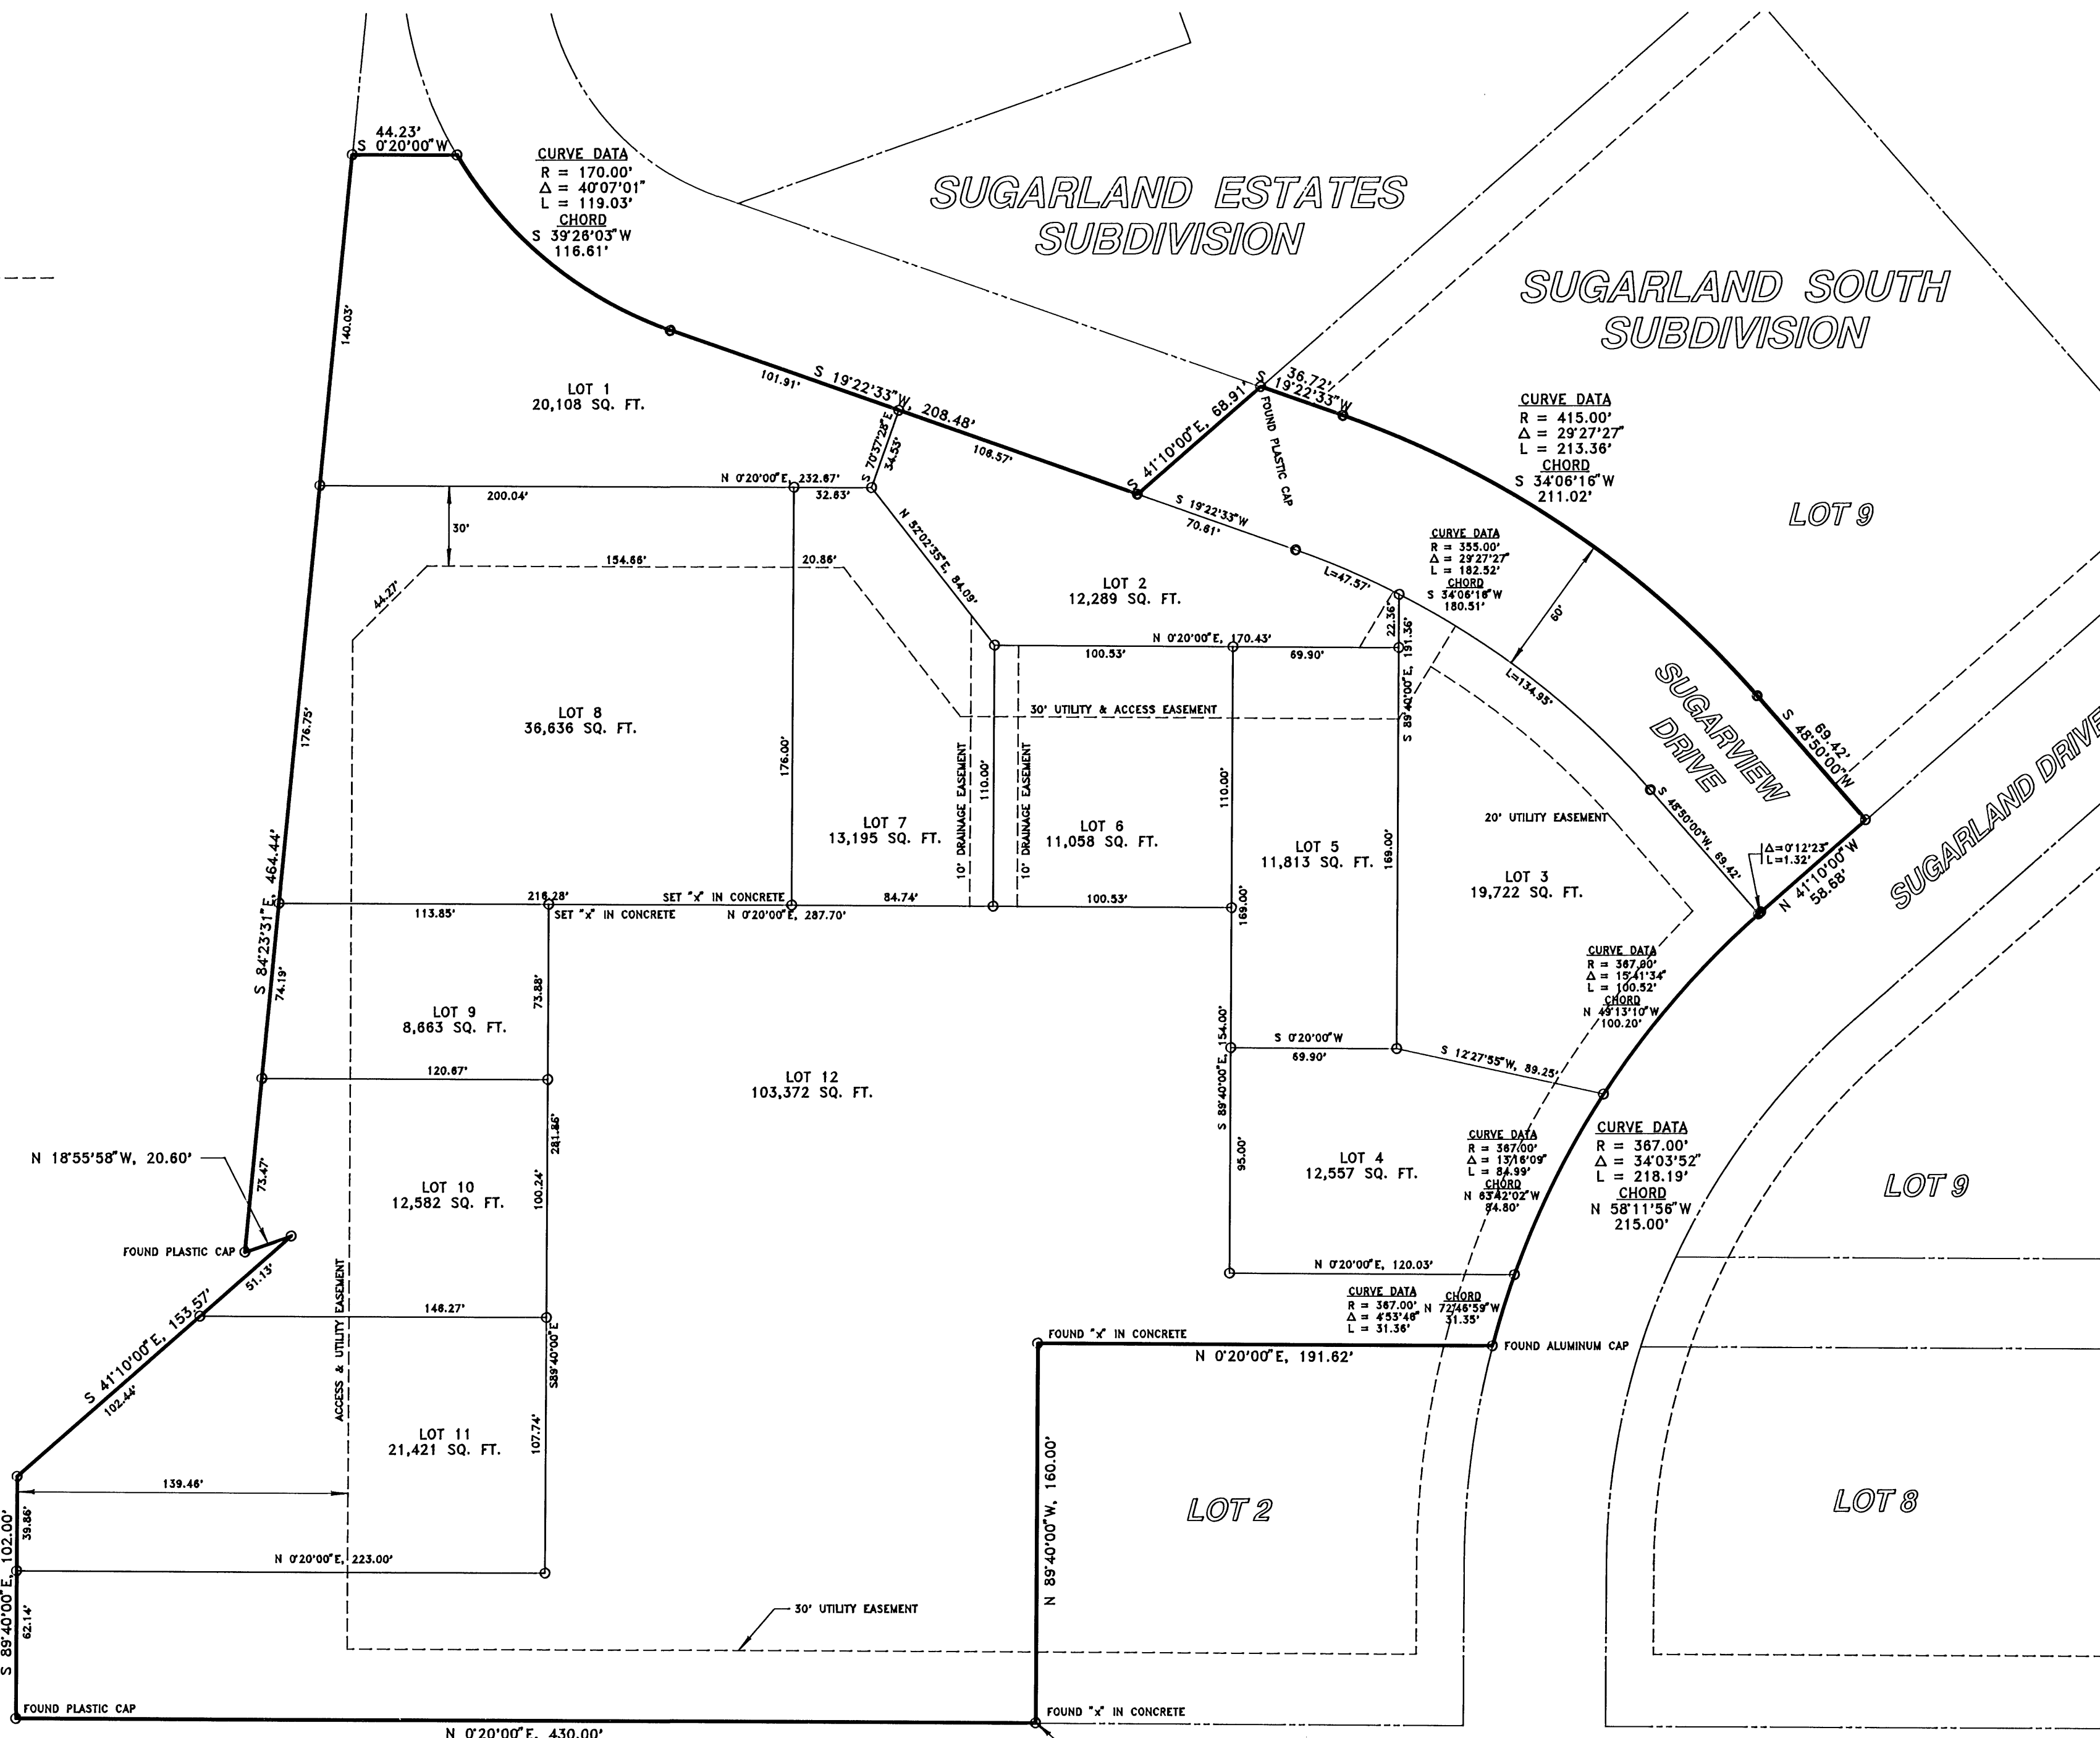 44.23'
S 0°20'00"W
CURVE DATA
R = 170.00'
Δ = 40°07'01"
L = 119.03'
CHORD
S 39°26'03"W
116.61'
SUGARLAND ESTATES
SUBDIVISION
SUGARLAND SOUTH
SUBDIVISION
140.03'
LOT 1
20,108 SQ. FT.
101.91'
S 19°22'33"W, 208.48'
106.57'
S 70°37'28"E
34.53'
S 41°10'00"E, 68.91'
S 19°22'33"W
36.72'
FOUND PLASTIC CAP
CURVE DATA
R = 415.00'
Δ = 29°27'27"
L = 213.36'
CHORD
S 34°06'16"W
211.02'
LOT 9
N 0°20'00"E, 232.67'
200.04'
32.63'
30'
S 19°22'33"W
70.61'
CURVE DATA
R = 355.00'
Δ = 29°27'27"
L = 182.52'
CHORD
S 34°06'16"W
180.51'
154.66'
20.86'
44.27'
N 52°02'35"E, 84.09'
LOT 2
12,289 SQ. FT.
L=47.57'
22.36'
60'
N 0°20'00"E, 170.43'
100.53'
69.90'
S 89°40'00"E, 191.36'
L=134.95'
SUGARVIEW
DRIVE
69.42'
S 48°50'00"W
SUGARLAND DRIVE
176.75'
LOT 8
36,636 SQ. FT.
176.00'
30' UTILITY & ACCESS EASEMENT
10' DRAINAGE EASEMENT
110.00'
10' DRAINAGE EASEMENT
110.00'
LOT 7
13,195 SQ. FT.
LOT 6
11,058 SQ. FT.
LOT 5
11,813 SQ. FT.
169.00'
20' UTILITY EASEMENT
S 48°50'00"W, 69.42'
Δ=0°12'23"
L=1.32'
N 41°10'00"W
58.68'
LOT 3
19,722 SQ. FT.
S 84°23'31"E, 464.44'
216.28'
SET "x" IN CONCRETE
84.74'
100.53'
113.85'
SET "x" IN CONCRETE
N 0°20'00"E, 287.70'
169.00'
74.19'
73.88'
LOT 9
8,663 SQ. FT.
CURVE DATA
R = 367.00'
Δ = 15°41'34"
L = 100.52'
CHORD
N 49°13'10"W
100.20'
S 0°20'00"W
69.90'
S 12°27'55"W, 89.25'
S 89°40'00"E, 154.00'
120.67'
LOT 12
103,372 SQ. FT.
281.86'
N 18°55'58"W, 20.60'
73.47'
LOT 10
12,582 SQ. FT.
100.24'
95.00'
LOT 4
12,557 SQ. FT.
CURVE DATA
R = 367.00'
Δ = 13°16'09"
L = 84.99'
CHORD
N 63°42'02"W
84.80'
CURVE DATA
R = 367.00'
Δ = 34°03'52"
L = 218.19'
CHORD
N 58°11'56"W
215.00'
LOT 9
FOUND PLASTIC CAP
51.13'
N 0°20'00"E, 120.03'
CURVE DATA
R = 367.00'
Δ = 4°53'46"
L = 31.36'
CHORD
N 72°46'59"W
31.35'
S 41°10'00"E, 153.57'
102.44'
146.27'
ACCESS & UTILITY EASEMENT
S89°40'00"E
FOUND "x" IN CONCRETE
N 0°20'00"E, 191.62'
FOUND ALUMINUM CAP
LOT 11
21,421 SQ. FT.
107.74'
139.46'
39.86'
S 89°40'00"E, 102.00'
N 89°40'00"W, 160.00'
LOT 2
LOT 8
N 0°20'00"E, 223.00'
62.14'
30' UTILITY EASEMENT
FOUND PLASTIC CAP
FOUND "x" IN CONCRETE
N 0°20'00"E, 430.00'